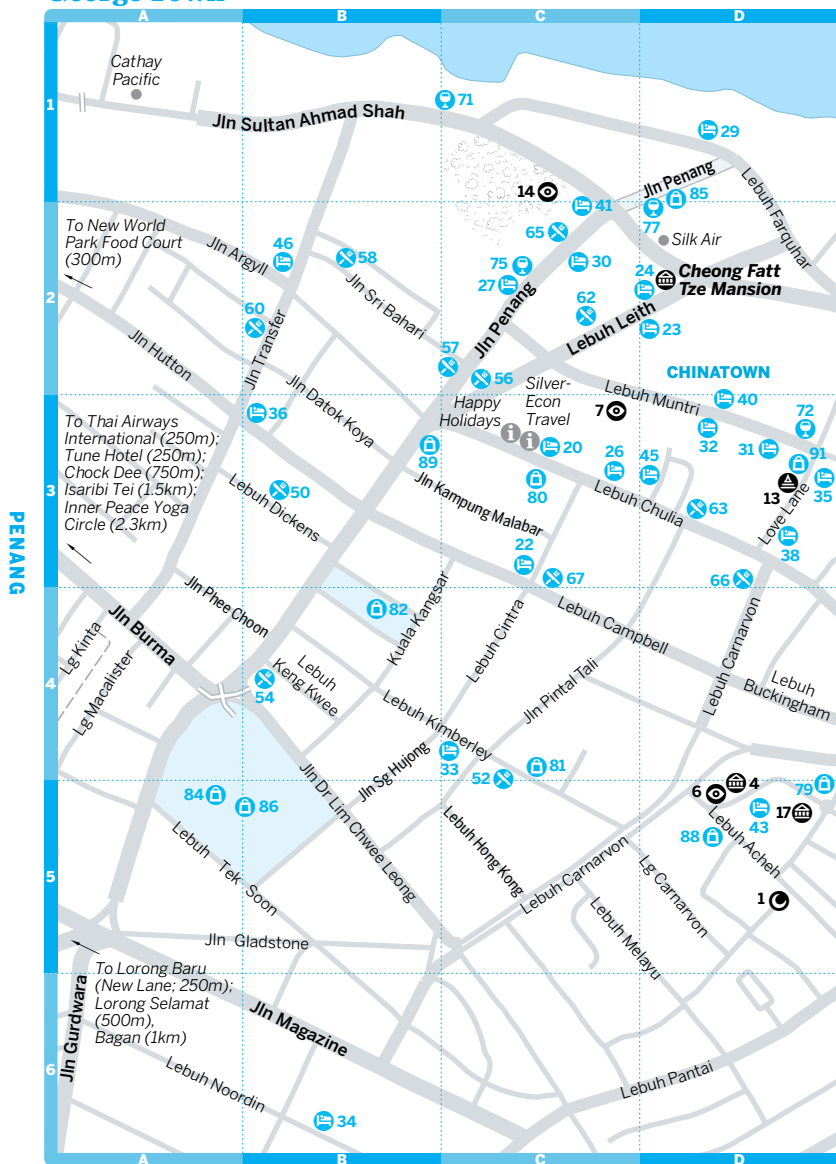 A
B
C
D
Cathay
Pacific
1
71
Jln Sultan Ahmad Shah
29
14
Jln Penang
85
Lebuh Farquhar
41
77
Silk Air
To New World
Park Food Court
(300m)
Jln Argyll
46
58
65
75
30
27
24
Cheong Fatt
Tze Mansion
2
Jln Sri Bahari
Jln Penang
62
Lebuh Leith
23
60
Jln Transfer
Jln Hutton
57
56
CHINATOWN
Lebuh Muntri
40
Jln Datok Koya
36
Happy
Holidays
Silver-
Econ
Travel
7
72
To Thai Airways
International (250m);
Tune Hotel (250m);
Chock Dee (750m);
Isaribi Tei (1.5km);
Inner Peace Yoga
Circle (2.3km)
89
20
26
45
32
31
91
3
50
Lebuh Dickens
Jln Kampung Malabar
80
Lebuh Chulia
63
13
Love Lane
35
38
22
67
66
PENANG
Jln Phee Choon
82
Kuala Kangsar
Lebuh Cintra
Lebuh Campbell
Lebuh Carnarvon
Jln Burma
Lg Kinta
Lg Macalister
4
54
Lebuh
Keng Kwee
Jln Pintal Tali
Lebuh
Buckingham
Lebuh Kimberley
Jln Sg Hujong
33
52
81
Jln Dr Lim Chwee Leong
84
86
6
4
79
43
17
88
Lebuh Acheh
Lebuh Tek Soon
Lebuh Hong Kong
Lebuh Carnarvon
Lg Carnarvon
5
1
Lebuh Melayu
Jln Gladstone
To Lorong Baru
(New Lane; 250m);
Lorong Selamat
(500m),
Bagan (1km)
Jln Gurdwara
Jln Magazine
6
Lebuh Noordin
34
Lebuh Pantai
A
B
C
D